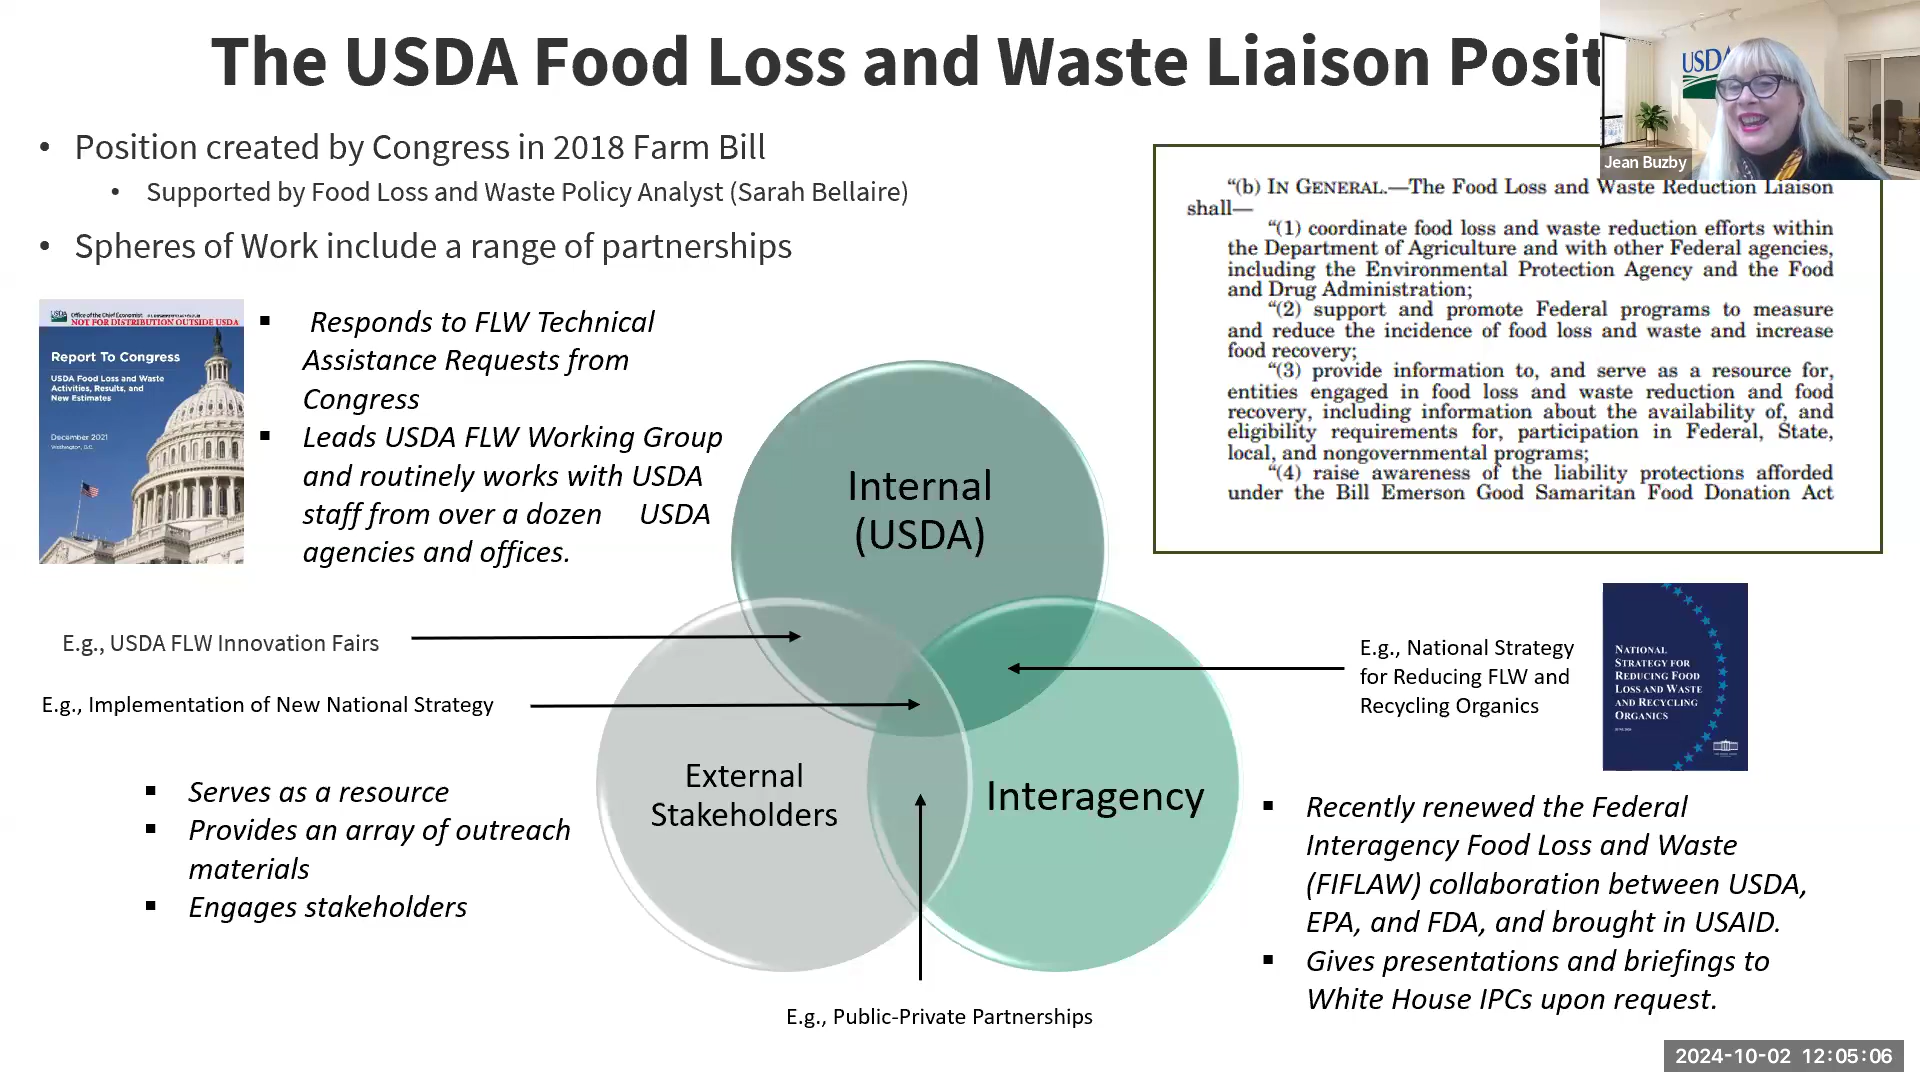 The USDA Food Loss and Waste Liaison Posit
USD
Jean Buzby
• Position created by Congress in 2018 Farm Bill
• Supported by Food Loss and Waste Policy Analyst (Sarah Bellaire)
• Spheres of Work include a range of partnerships
“(b) IN GENERAL.—The Food Loss and Waste Reduction Liaison
shall—
“(1) coordinate food loss and waste reduction efforts within
the Department of Agriculture and with other Federal agencies,
including the Environmental Protection Agency and the Food
and Drug Administration;
“(2) support and promote Federal programs to measure
and reduce the incidence of food loss and waste and increase
food recovery;
“(3) provide information to, and serve as a resource for,
entities engaged in food loss and waste reduction and food
recovery, including information about the availability of, and
eligibility requirements for, participation in Federal, State,
local, and nongovernmental programs;
“(4) raise awareness of the liability protections afforded
under the Bill Emerson Good Samaritan Food Donation Act
USDA Office of the Chief Economist
NOT FOR DISTRIBUTION OUTSIDE USDA
Report To Congress
USDA Food Loss and Waste
Activities, Results, and
New Estimates
December 2021
Washington, D.C.
▪ Responds to FLW Technical
Assistance Requests from
Congress
▪ Leads USDA FLW Working Group
and routinely works with USDA
staff from over a dozen USDA
agencies and offices.
Internal
(USDA)
E.g., USDA FLW Innovation Fairs
E.g., Implementation of New National Strategy
E.g., National Strategy
for Reducing FLW and
Recycling Organics
NATIONAL
STRATEGY FOR
REDUCING FOOD
LOSS AND WASTE
AND RECYCLING
ORGANICS
External
Stakeholders
Interagency
▪ Serves as a resource
▪ Provides an array of outreach
materials
▪ Engages stakeholders
▪ Recently renewed the Federal
Interagency Food Loss and Waste
(FIFLAW) collaboration between USDA,
EPA, and FDA, and brought in USAID.
▪ Gives presentations and briefings to
White House IPCs upon request.
E.g., Public-Private Partnerships
2024-10-02 12:05:06